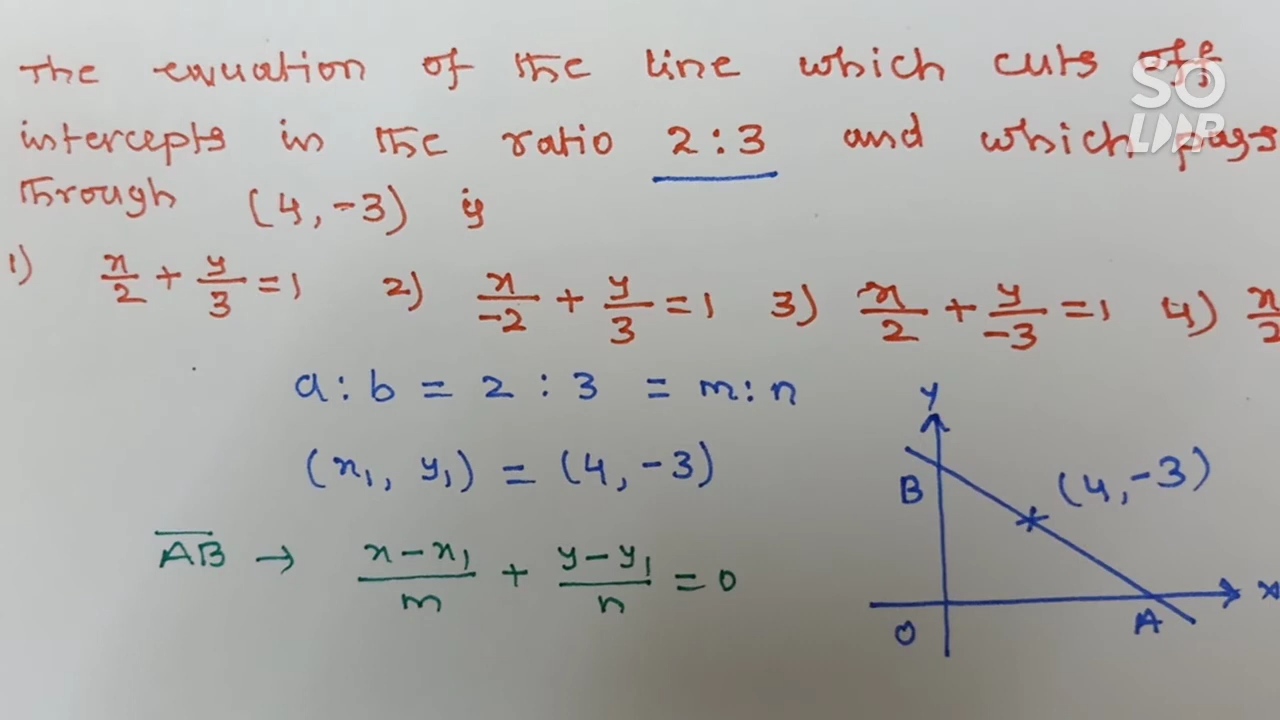 The equation of the line which cuts off
intercepts in the ratio 2:3 and which pass
through (4,-3) is
1) x/2 + y/3 = 1 2) x/-2 + y/3 = 1 3) x/2 + y/-3 = 1 4) x/2
a:b = 2:3 = m:n
(x₁, y₁) = (4,-3)
AB → x-x₁/m + y-y₁/n = 0
y
B
(4,-3)
O
A
x
SO
LDDP